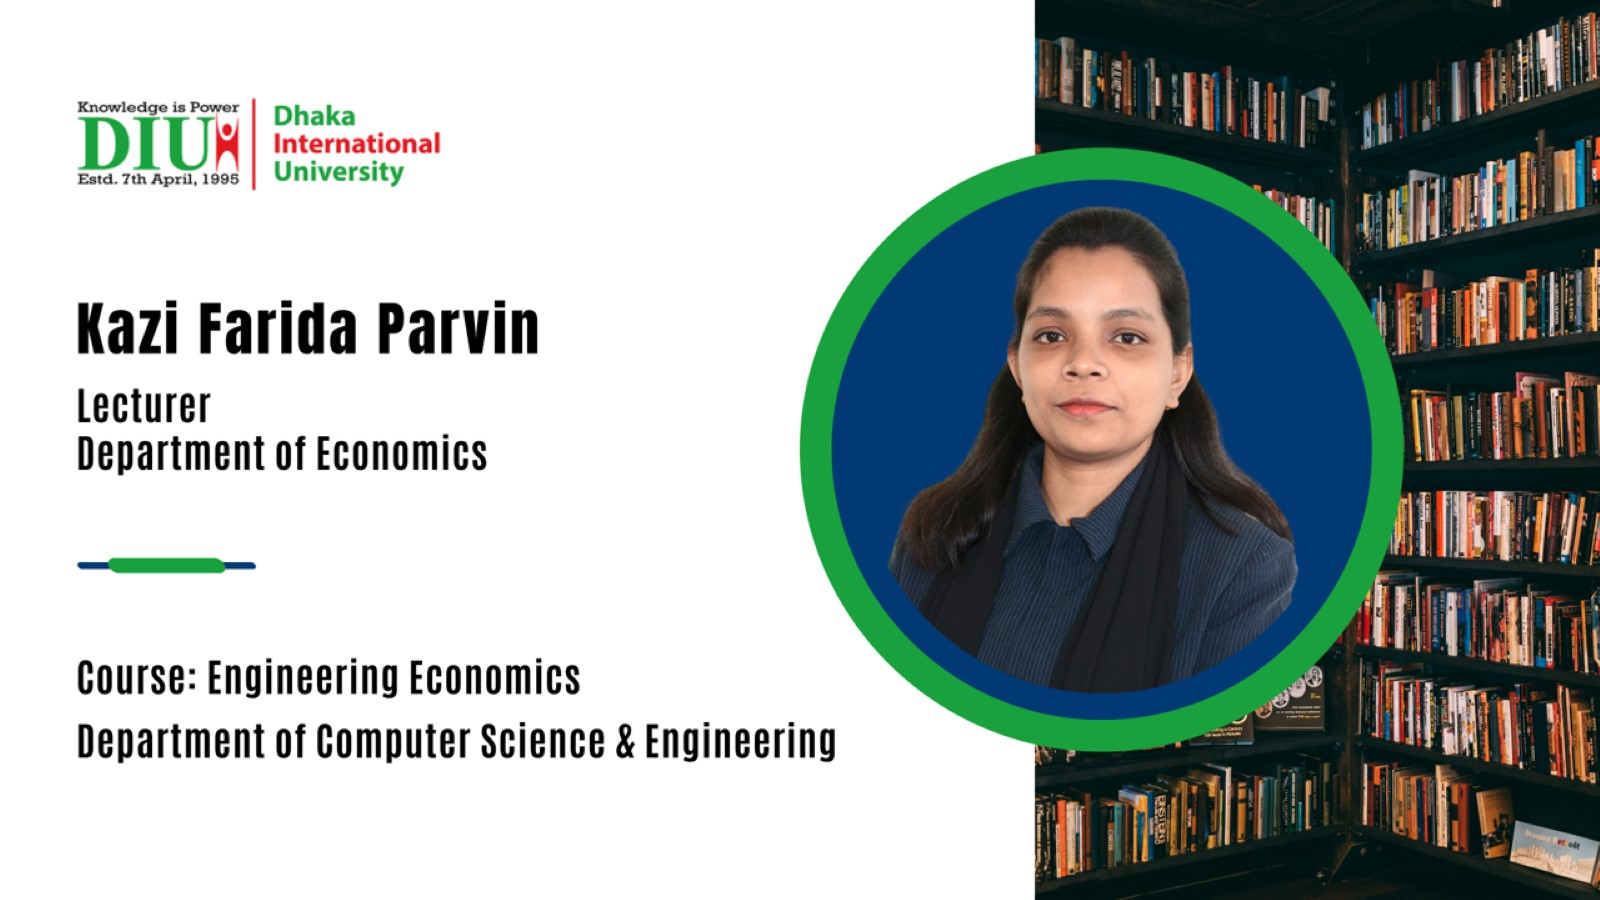 Knowledge is Power
DIU
Estd. 7th April, 1995
Dhaka
International
University
Kazi Farida Parvin
Lecturer
Department of Economics
Course: Engineering Economics
Department of Computer Science & Engineering